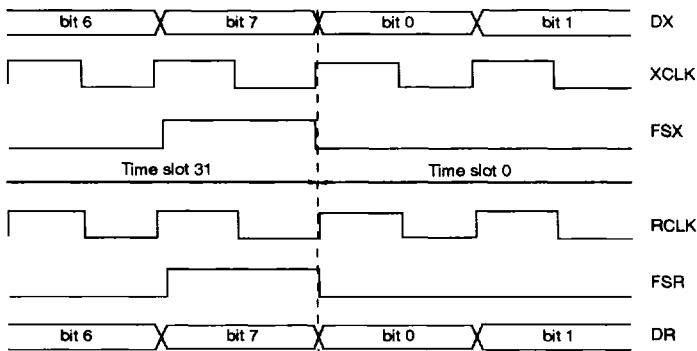 bit 6 bit 7 bit 0 bit 1 DX
XCLK
FSX
Time slot 31 Time slot 0
RCLK
FSR
bit 6 bit 7 bit 0 bit 1 DR